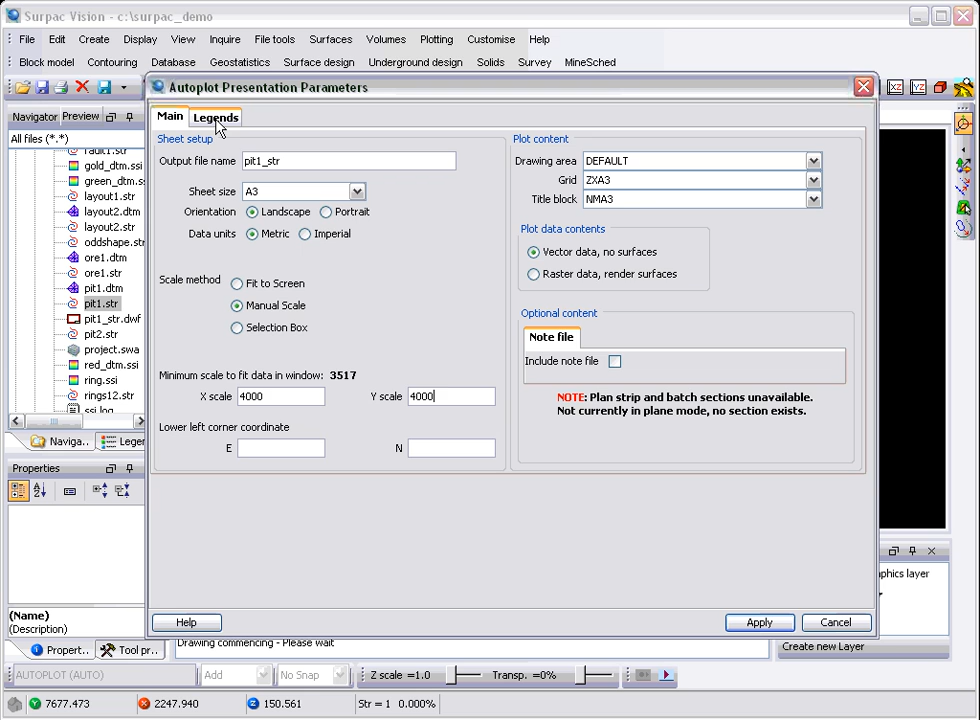 Surpac Vision - c:\surpac_demo
File Edit Create Display View Inquire File tools Surfaces Volumes Plotting Customise Help
Block model Contouring Database Geostatistics Surface design Underground design Solids Survey MineSched
Autoplot Presentation Parameters
XZ YZ
Navigator Preview
Main Legends
All files (*.*)
Sheet setup
Plot content
gold_dtm.ssi
green_dtm.s
layout1.str
layout2.dtm
layout2.str
oddshape.str
ore1.dtm
ore1.str
pit1.dtm
pit1.str
pit1_str.dwf
pit2.str
project.swa
red_dtm.ssi
ring.ssi
rings12.str
ssi.log
Output file name pit1_str
Sheet size A3
Orientation Landscape Portrait
Data units Metric Imperial
Scale method Fit to Screen
Manual Scale
Selection Box
Minimum scale to fit data in window: 3517
X scale 4000 Y scale 4000
Lower left corner coordinate
E N
Drawing area DEFAULT
Grid ZXA3
Title block NMA3
Plot data contents
Vector data, no surfaces
Raster data, render surfaces
Optional content
Note file
Include note file
NOTE: Plan strip and batch sections unavailable.
Not currently in plane mode, no section exists.
Naviga.. Leger
Properties
(Name)
(Description)
Help Apply Cancel
phics layer
Propert.. Tool pr...
Drawing commencing - Please wait
Create new Layer
AUTOPLOT (AUTO) Add No Snap Z scale =1.0 Transp. =0%
Y 7677.473 X 2247.940 Z 150.561 Str = 1 0.000%